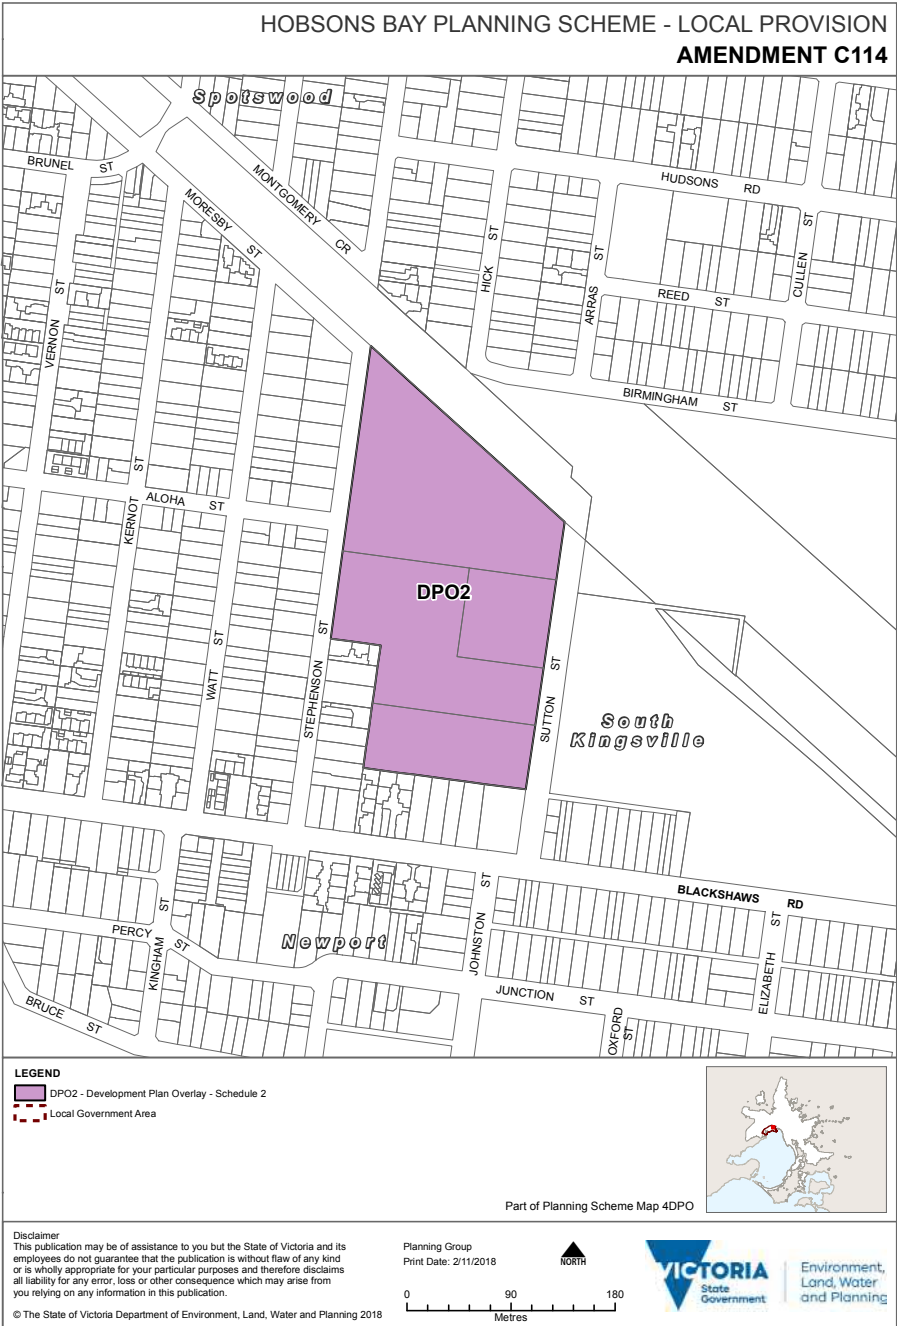 HOBSONS BAY PLANNING SCHEME - LOCAL PROVISION
AMENDMENT C114
Spotswood
BRUNEL ST
MONTGOMERY CR
MORESBY ST
HUDSONS RD
HICK ST
ARRAS ST
CULLEN ST
REED ST
VERNON ST
BIRMINGHAM ST
KERNOT ST
ALOHA ST
DPO2
WATT ST
STEPHENSON ST
SUTTON ST
South
Kingsville
BLACKSHAWS RD
JOHNSTON ST
PERCY ST
KINGHAM ST
Newport
ELIZABETH ST
JUNCTION ST
OXFORD ST
BRUCE ST
LEGEND
DPO2 - Development Plan Overlay - Schedule 2
Local Government Area
Part of Planning Scheme Map 4DPO
Disclaimer
This publication may be of assistance to you but the State of Victoria and its
employees do not guarantee that the publication is without flaw of any kind
or is wholly appropriate for your particular purposes and therefore disclaims
all liability for any error, loss or other consequence which may arise from
you relying on any information in this publication.
© The State of Victoria Department of Environment, Land, Water and Planning 2018
Planning Group
Print Date: 2/11/2018
NORTH
0 90 180
Metres
VICTORIA
State
Government
Environment,
Land, Water
and Planning